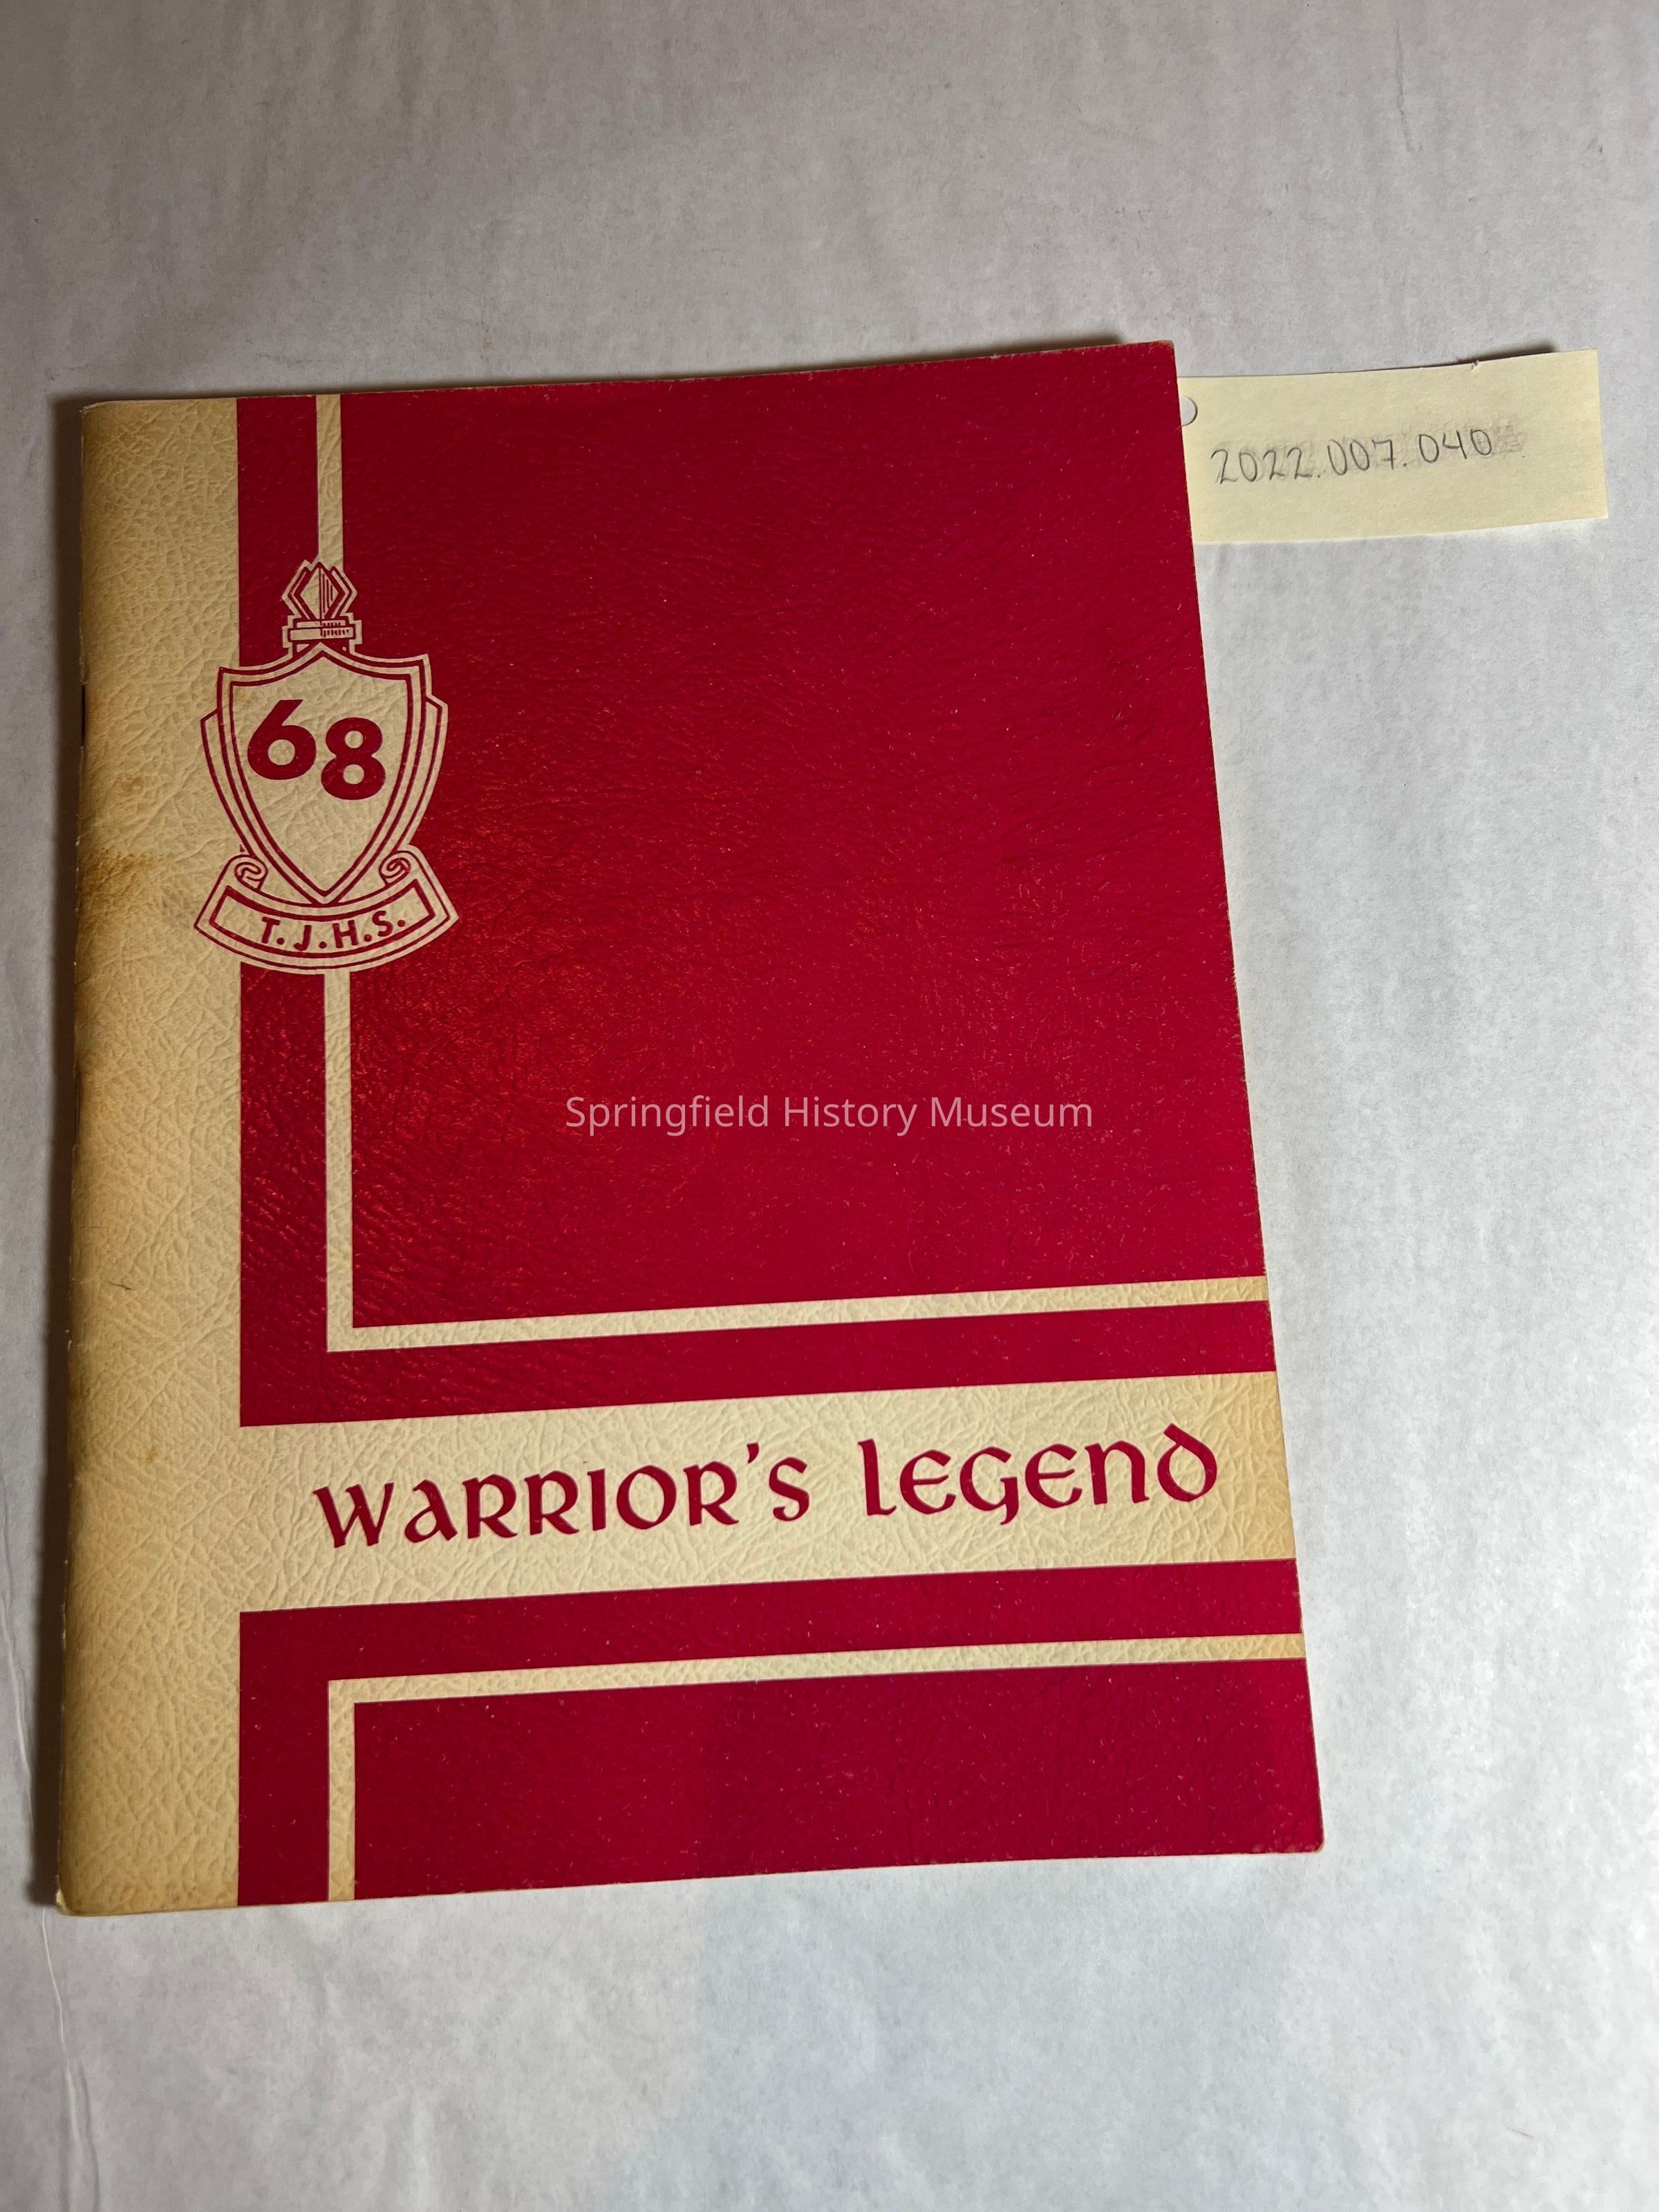 2022.007.040
68
T.J.H.S.
Springfield History Museum
WARRIOR'S LEGEND